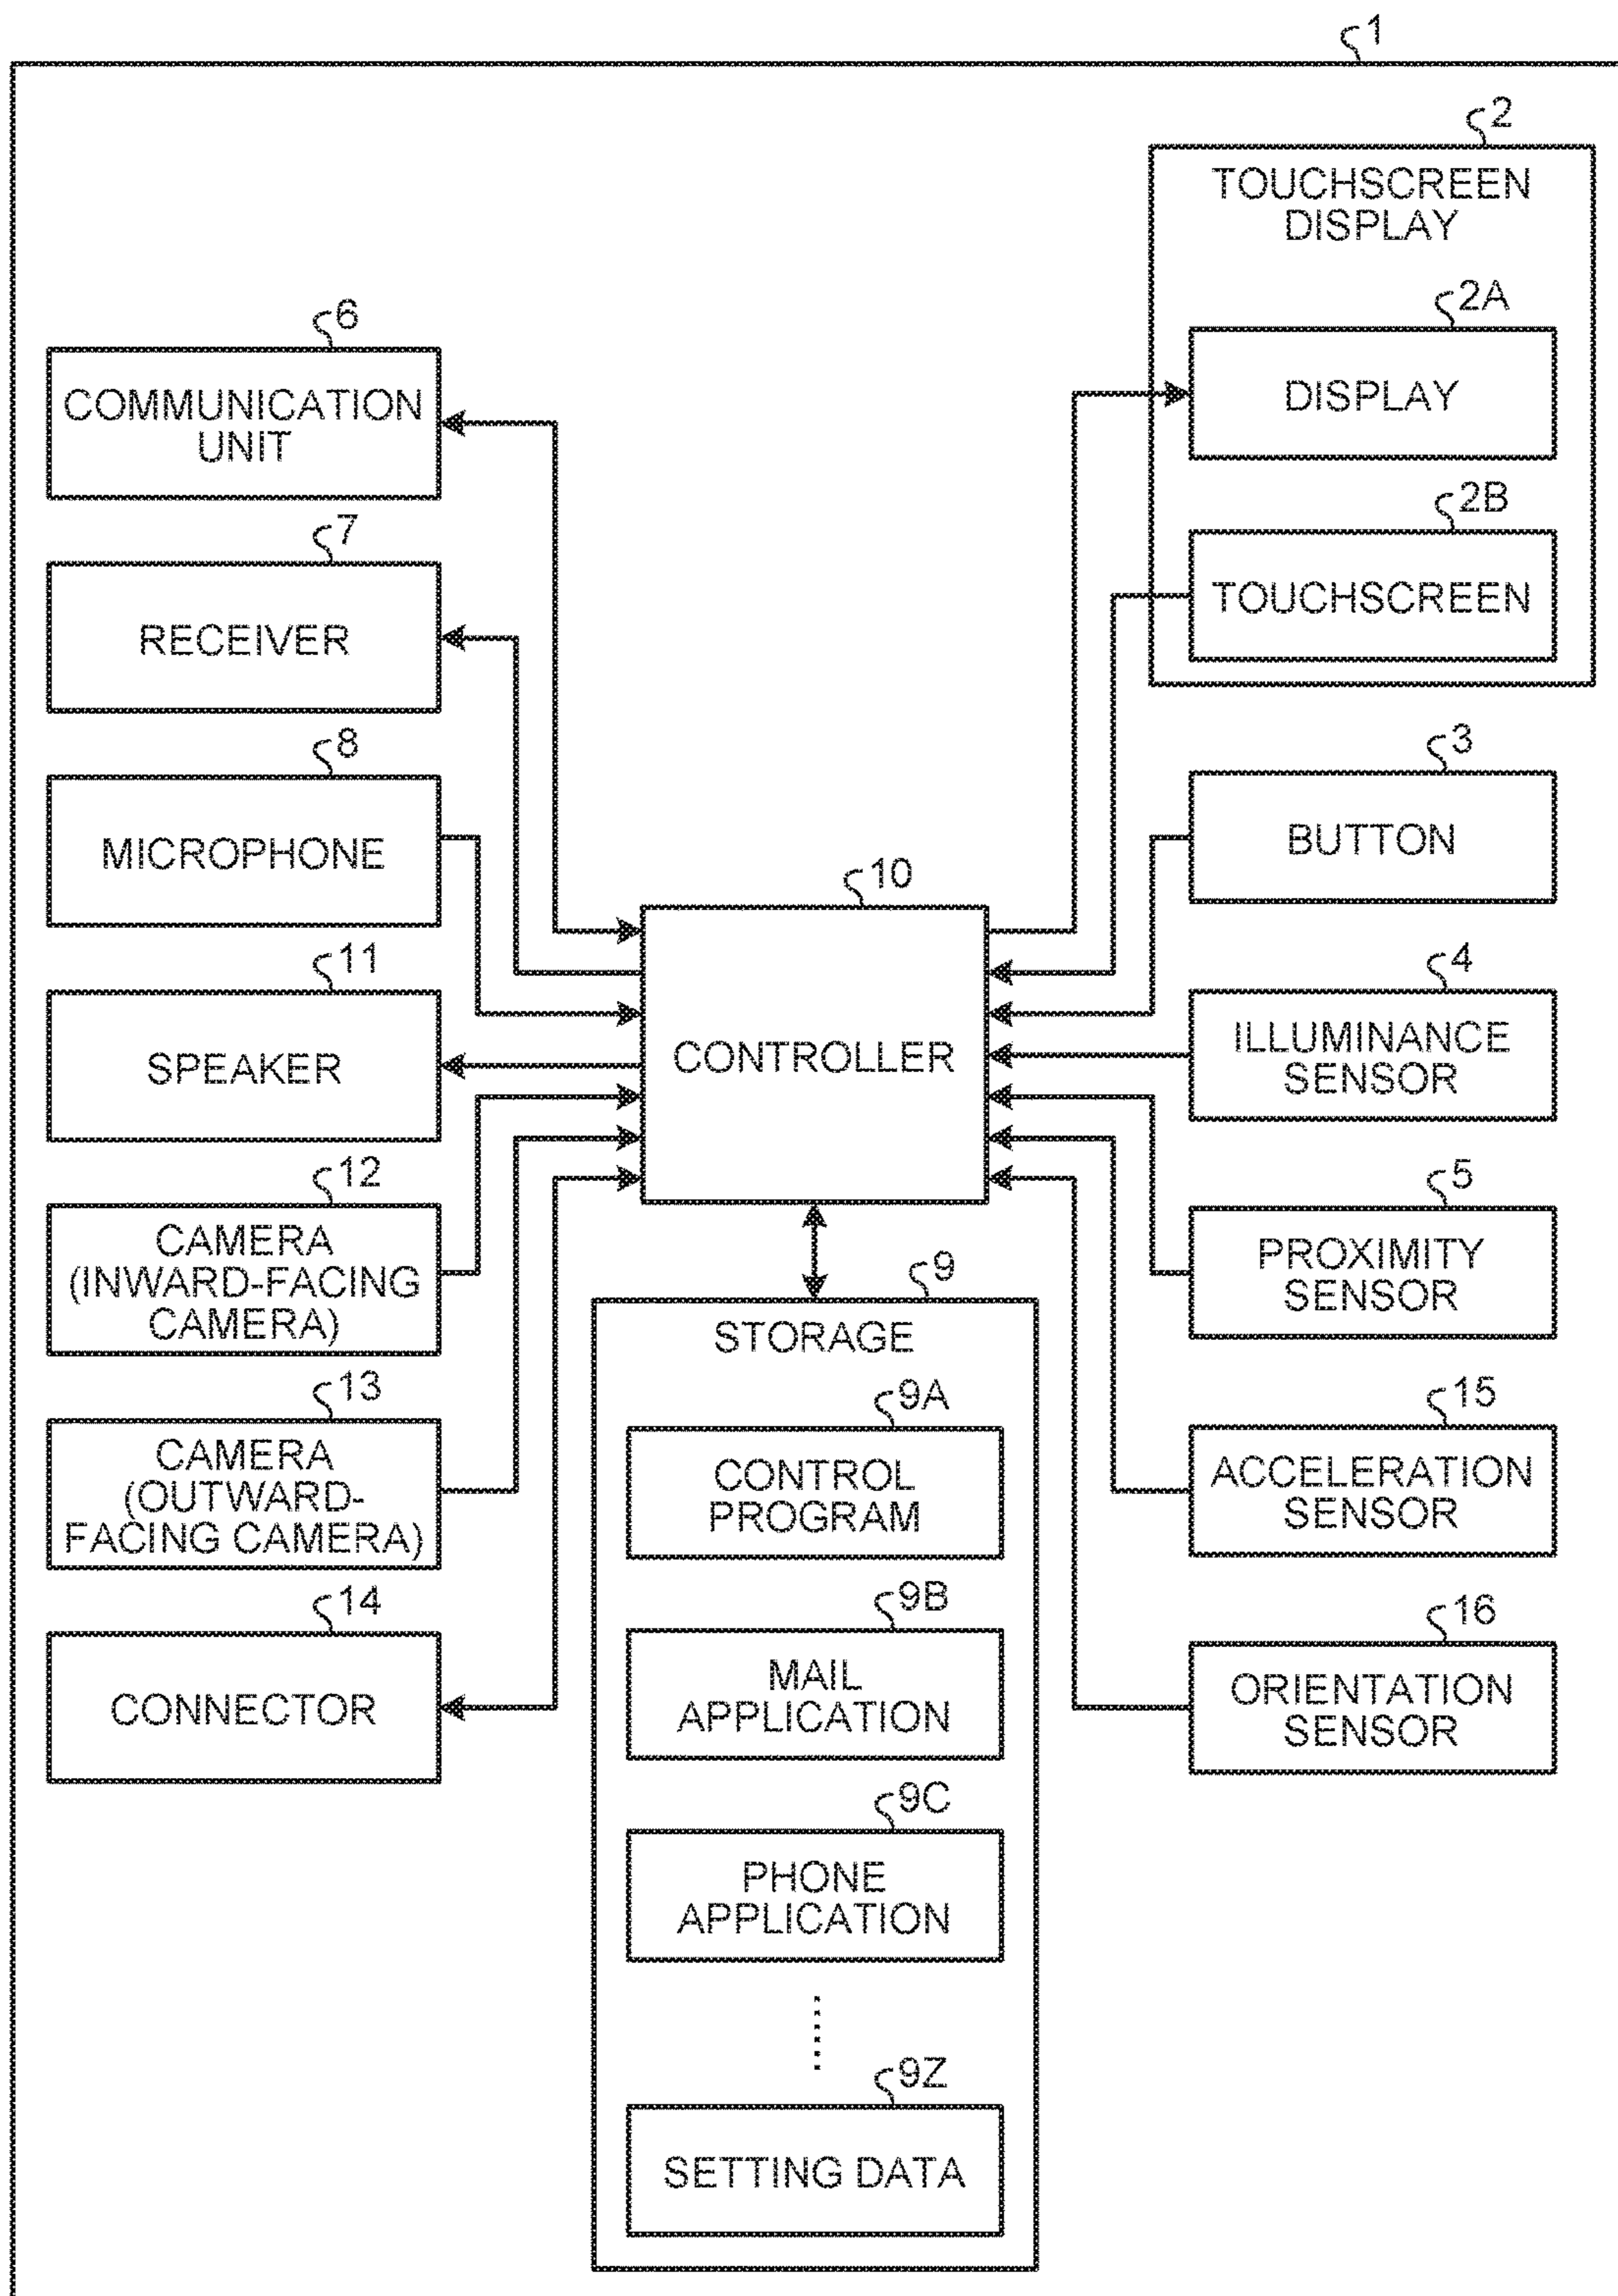 1
2
TOUCHSCREEN
DISPLAY
2A
DISPLAY
2B
TOUCHSCREEN
6
COMMUNICATION
UNIT
7
RECEIVER
8
MICROPHONE
11
SPEAKER
12
CAMERA
(INWARD-FACING
CAMERA)
13
CAMERA
(OUTWARD-
FACING CAMERA)
14
CONNECTOR
10
CONTROLLER
9
STORAGE
9A
CONTROL
PROGRAM
9B
MAIL
APPLICATION
9C
PHONE
APPLICATION
9Z
SETTING DATA
3
BUTTON
4
ILLUMINANCE
SENSOR
5
PROXIMITY
SENSOR
15
ACCELERATION
SENSOR
16
ORIENTATION
SENSOR